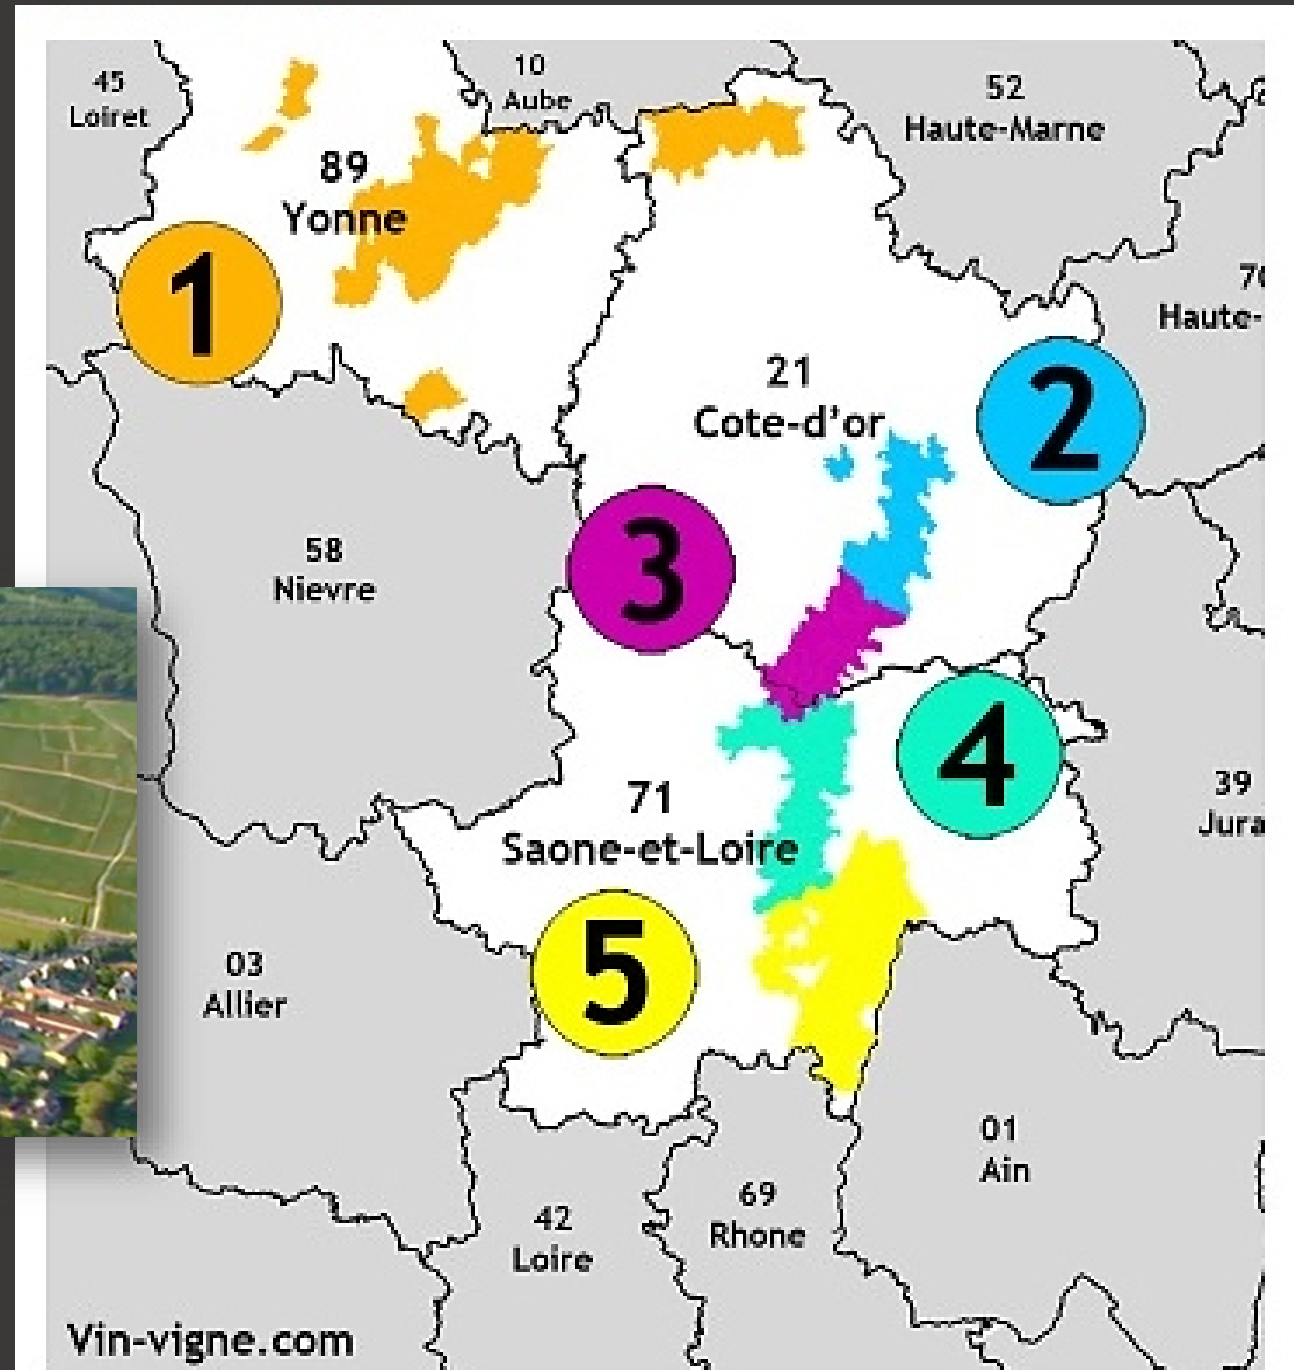 45
Loiret
10
Aube
52
Haute-Marne
89
Yonne
1
70
Haute-
21
Cote-d'or
2
58
Nievre
3
4
71
Saone-et-Loire
39
Jura
5
03
Allier
01
Ain
69
Rhone
42
Loire
Vin-vigne.com